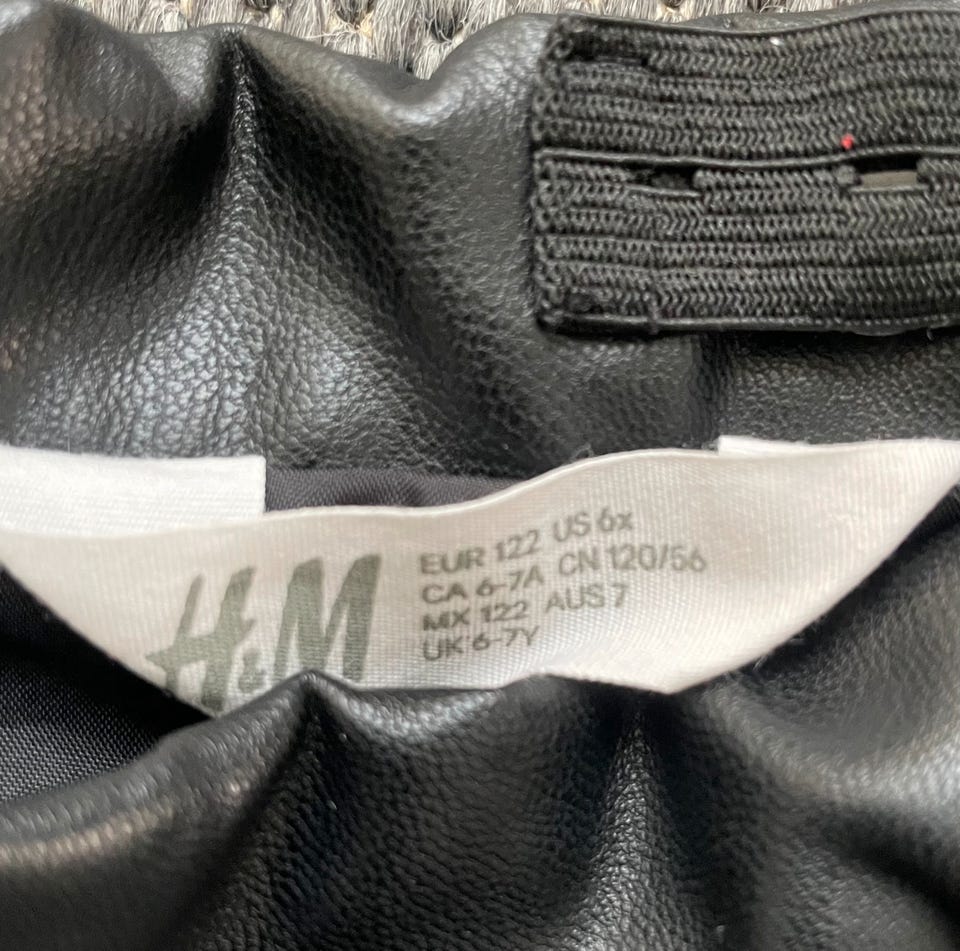 H&M
EUR 122 US 6x
CA 6-7A CN 120/56
MX 122 AUS 7
UK 6-7Y